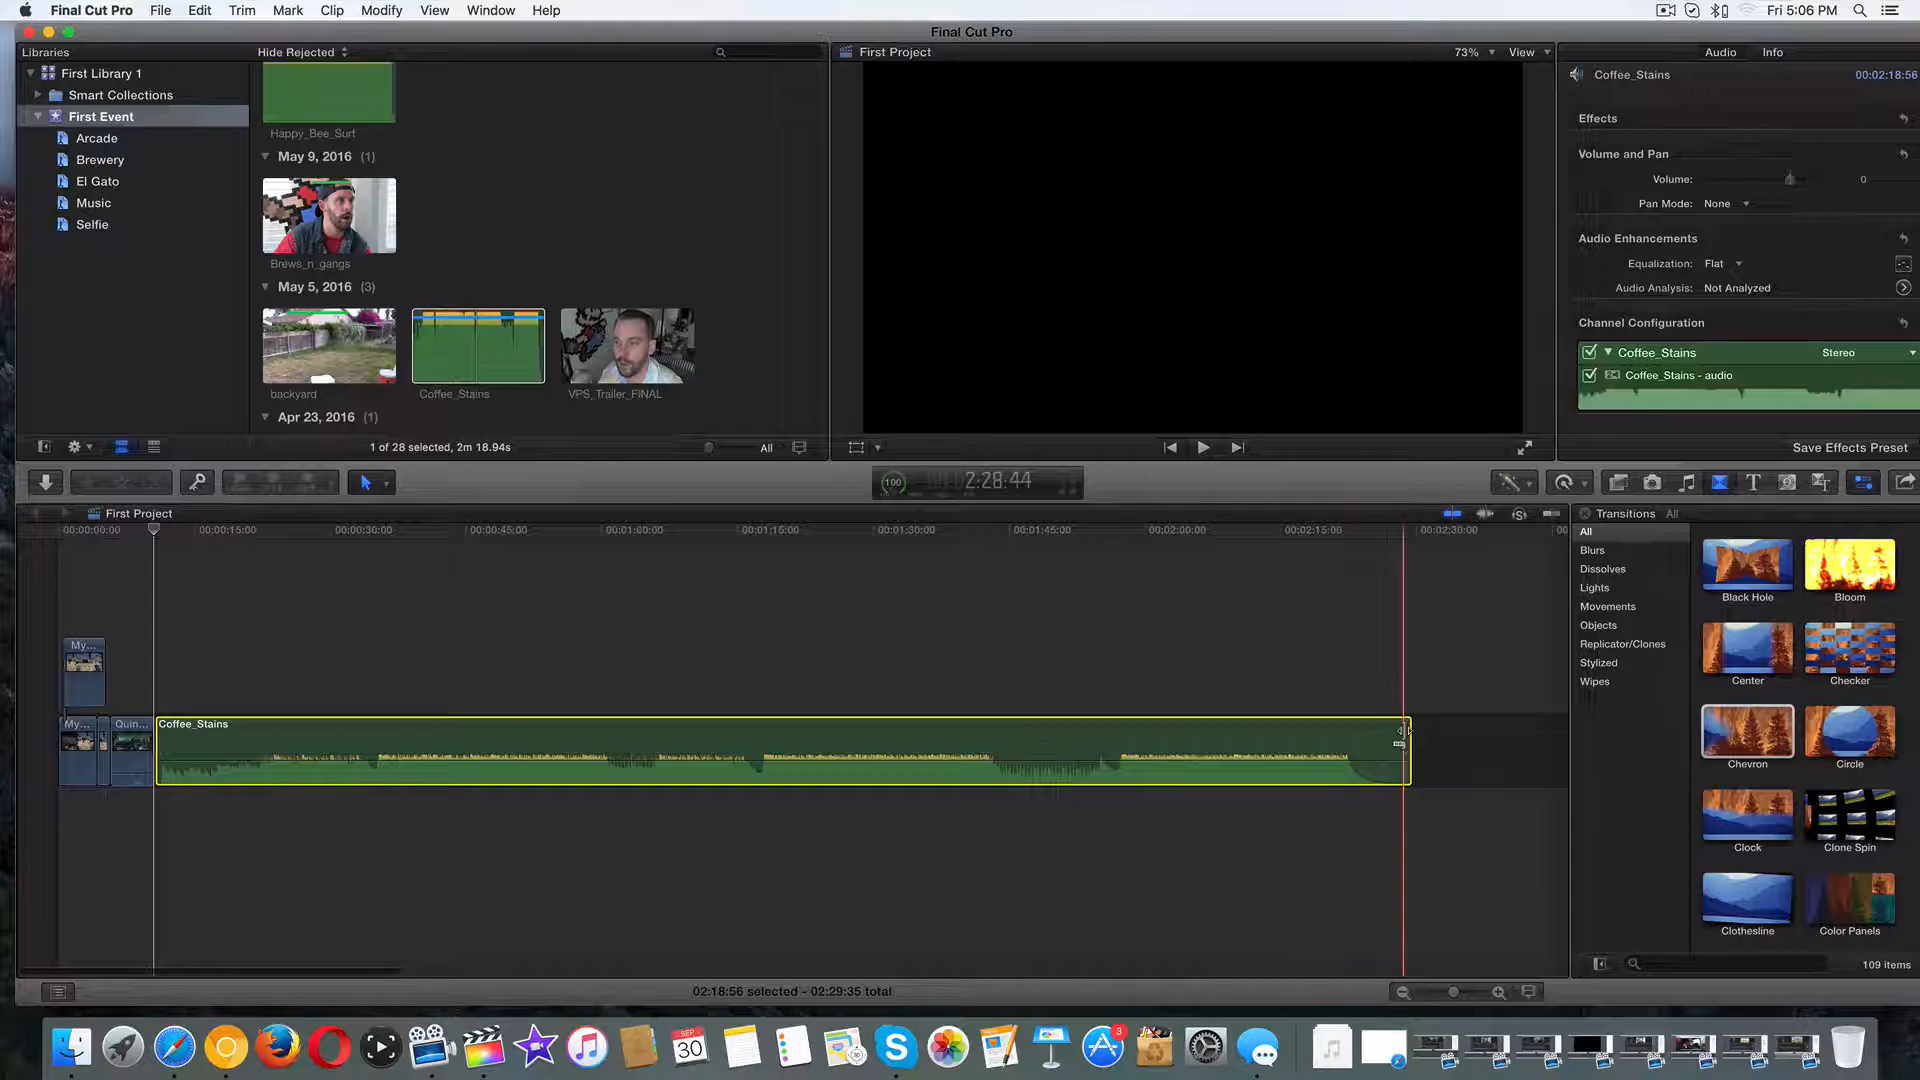 Final Cut Pro File Edit Trim Mark Clip Modify View Window Help
Fri 5:06 PM
Final Cut Pro
Libraries
Hide Rejected
First Project
73%
View
Audio
Info
First Library 1
Smart Collections
First Event
Arcade
Brewery
El Gato
Music
Selfie
Happy_Bee_Surf
May 9, 2016 (1)
Brews_n_gangs
May 5, 2016 (3)
backyard
Coffee_Stains
VPS_Trailer_FINAL
Apr 23, 2016 (1)
1 of 28 selected, 2m 18.94s
All
Coffee_Stains
00:02:18:56
Effects
Volume and Pan
Volume:
0
Pan Mode: None
Audio Enhancements
Equalization: Flat
Audio Analysis: Not Analyzed
Channel Configuration
Coffee_Stains
Stereo
Coffee_Stains - audio
Save Effects Preset
100
2:28:44
First Project
00:00:00:00
00:00:15:00
00:00:30:00
00:00:45:00
00:01:00:00
00:01:15:00
00:01:30:00
00:01:45:00
00:02:00:00
00:02:15:00
00:02:30:00
00
My...
My...
Quin...
Coffee_Stains
02:18:56 selected - 02:29:35 total
Transitions All
All
Blurs
Dissolves
Lights
Movements
Objects
Replicator/Clones
Stylized
Wipes
Black Hole
Bloom
Center
Checker
Chevron
Circle
Clock
Clone Spin
Clothesline
Color Panels
109 items
SEP
30
3